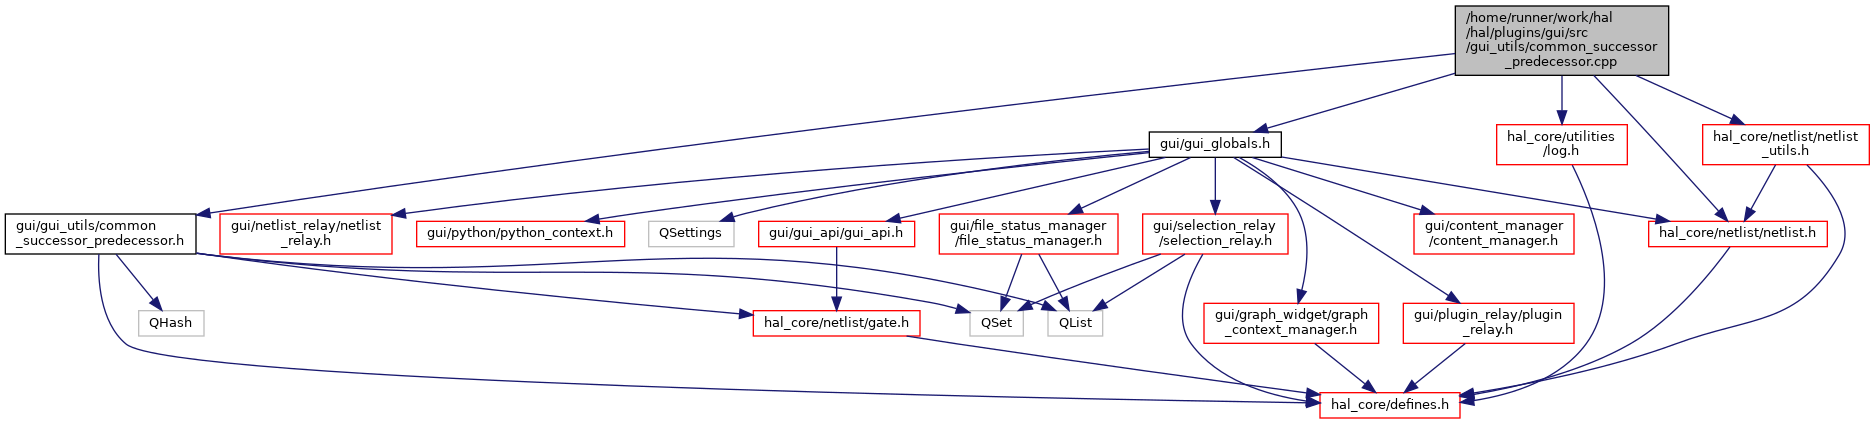 /home/runner/work/hal
/hal/plugins/gui/src
/gui_utils/common_successor
_predecessor.cpp
gui/gui_globals.h
hal_core/utilities
/log.h
hal_core/netlist/netlist
_utils.h
gui/gui_utils/common
_successor_predecessor.h
gui/netlist_relay/netlist
_relay.h
gui/python/python_context.h
QSettings
gui/gui_api/gui_api.h
gui/file_status_manager
/file_status_manager.h
gui/selection_relay
/selection_relay.h
gui/content_manager
/content_manager.h
hal_core/netlist/netlist.h
QHash
hal_core/netlist/gate.h
QSet
QList
gui/graph_widget/graph
_context_manager.h
gui/plugin_relay/plugin
_relay.h
hal_core/defines.h